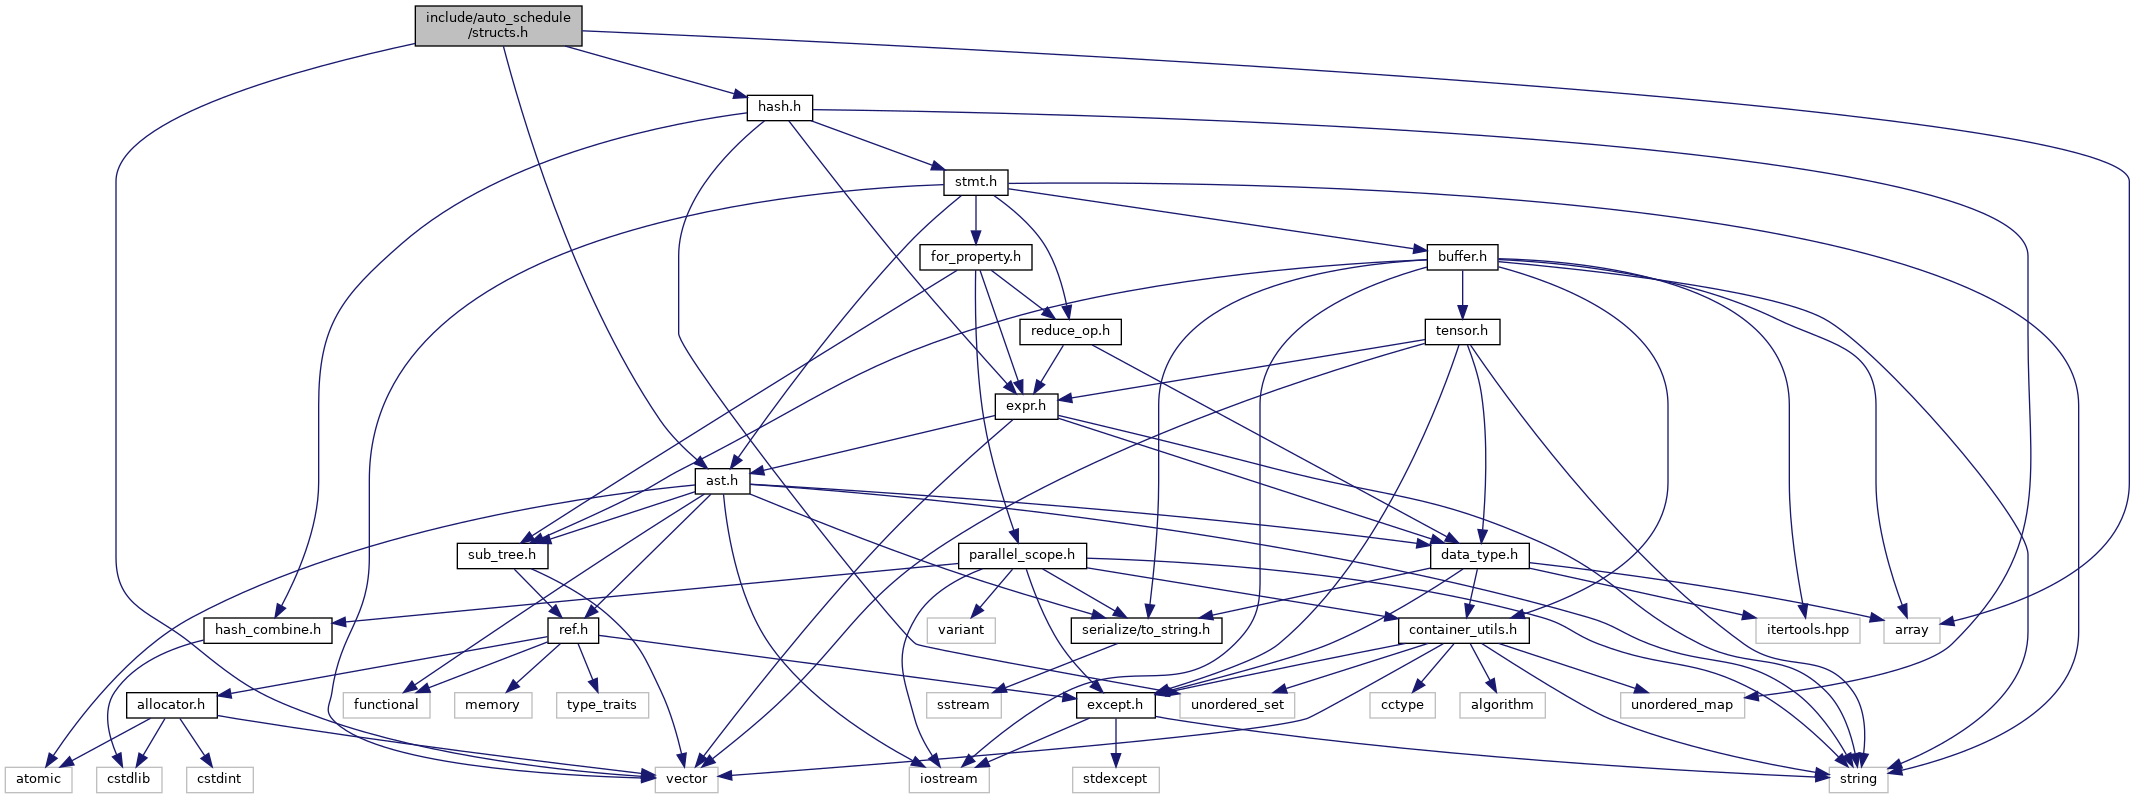 include/auto_schedule
/structs.h
hash.h
stmt.h
for_property.h
buffer.h
reduce_op.h
tensor.h
expr.h
ast.h
sub_tree.h
parallel_scope.h
data_type.h
hash_combine.h
ref.h
variant
serialize/to_string.h
container_utils.h
itertools.hpp
array
allocator.h
functional
memory
type_traits
sstream
except.h
unordered_set
cctype
algorithm
unordered_map
atomic
cstdlib
cstdint
vector
iostream
stdexcept
string